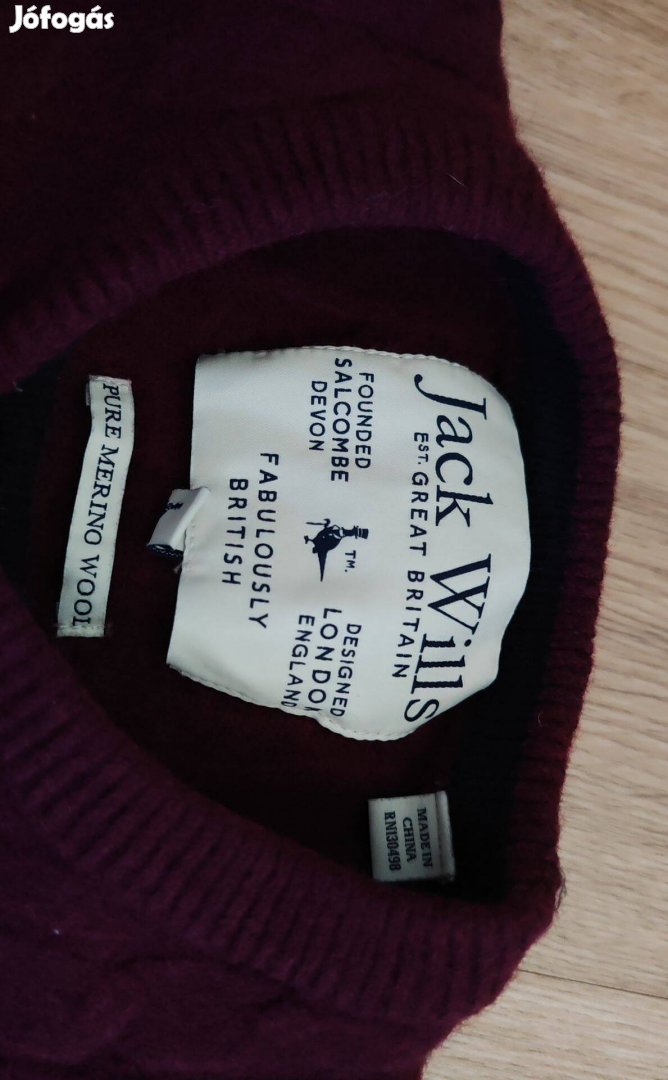 Jófogás
Jack Wills
EST. GREAT BRITAIN
FOUNDED
SALCOMBE
DEVON
TM.
DESIGNED
LONDON
ENGLAND
FABULOUSLY
BRITISH
PURE MERINO WOOL
MADE IN
CHINA
RN130498